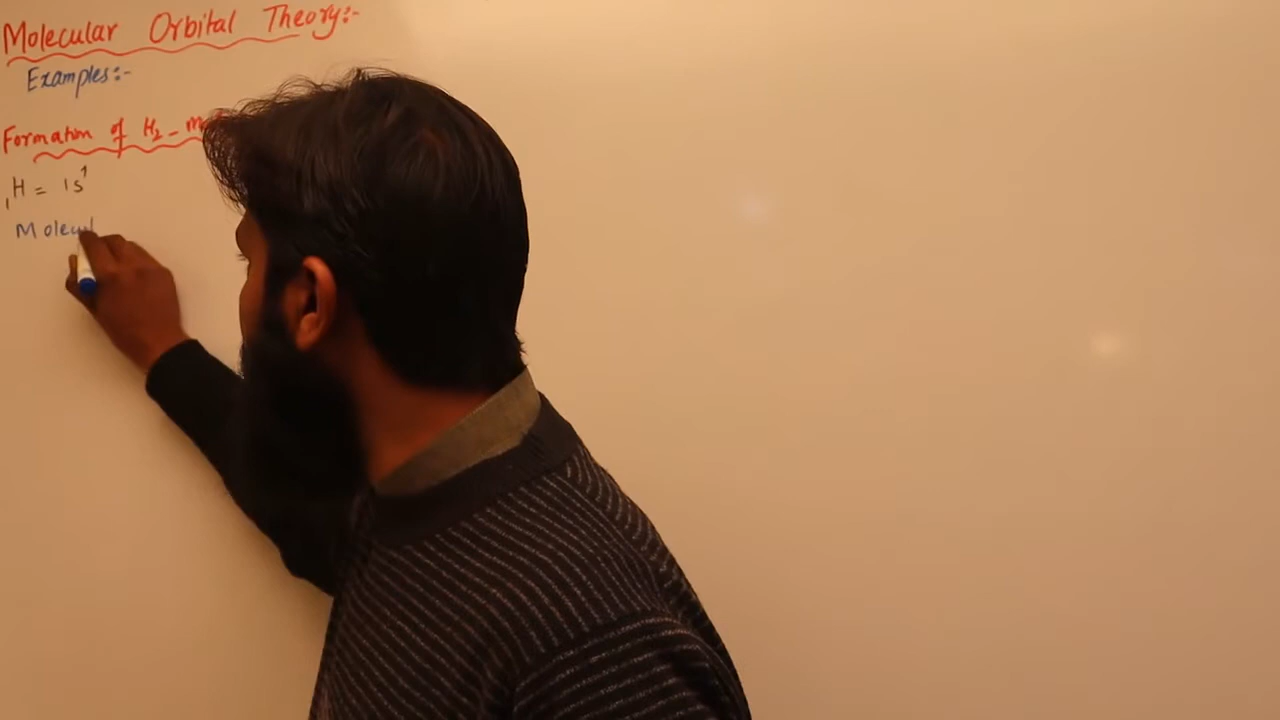 Molecular Orbital Theory:-
Examples:-
Formation of H₂ - M
₁H = 1s¹
Molecul